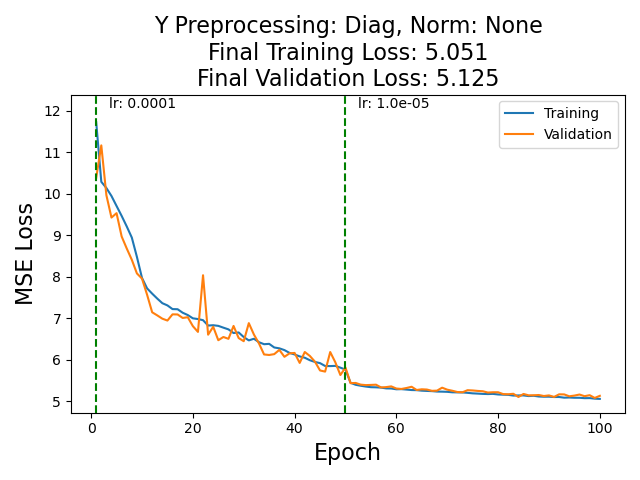 Y Preprocessing: Diag, Norm: None
Final Training Loss: 5.051
Final Validation Loss: 5.125
lr: 0.0001
lr: 1.0e-05
Training
Validation
12
11
10
9
8
7
6
5
MSE Loss
0
20
40
60
80
100
Epoch